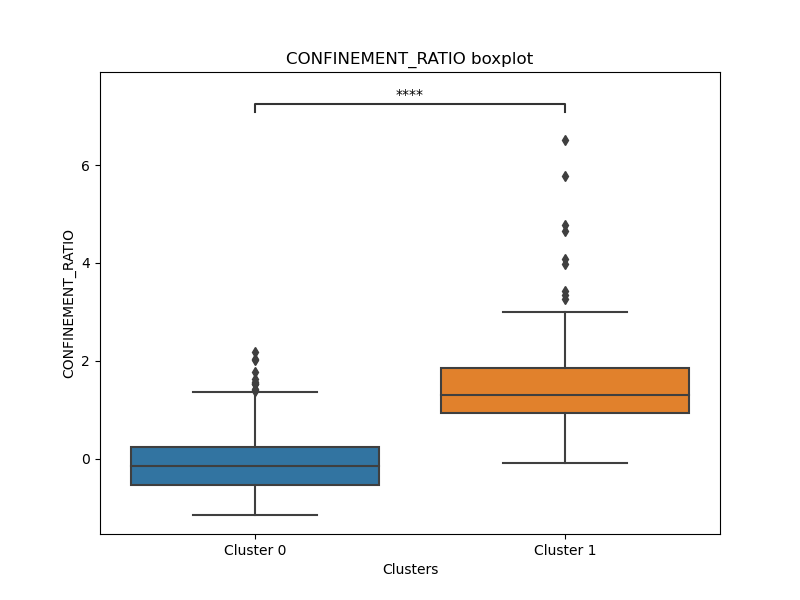 CONFINEMENT_RATIO boxplot
****
6
4
2
0
CONFINEMENT_RATIO
Cluster 0
Cluster 1
Clusters